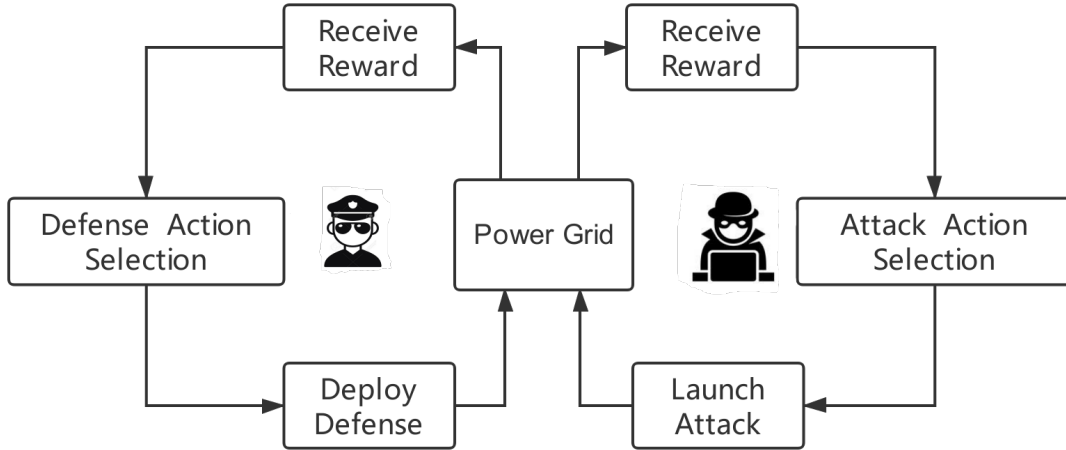 Receive
Reward
Receive
Reward
Defense Action
Selection
Power Grid
Attack Action
Selection
Deploy
Defense
Launch
Attack